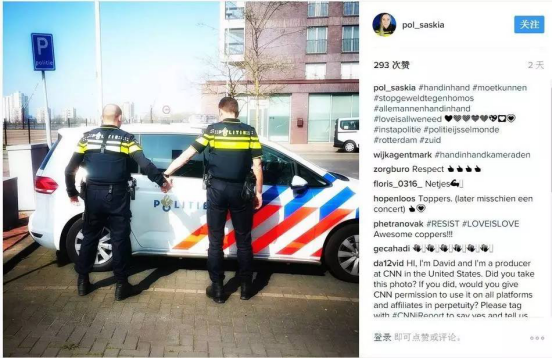 P
politie
POLITIE
POLITIE
POLITIE
pol_saskia
关注
293 次赞
2 天
pol_saskia #handinhand #moetkunnen
#stopgeweldtegenhomos
#allemannenhandinhand
#loveisallweneed
#instapolitie #politieijsselmonde
#rotterdam #zuid
wijkagentmark #handinhandkameraden
zorgburo Respect
floris_0316_ Netjes
hopenloos Toppers. (later misschien een
concert)
phetranovak #RESIST #LOVEISLOVE
Awesome coppers!!!
gecahadi
da12vid Hi, I'm David and I'm a producer
at CNN in the United States. Did you take
this photo? If you did, would you give
CNN permission to use it on all platforms
and affiliates in perpetuity? Please tag
with #CNNiReport to say yes and tell us
登录 即可点赞或评论。